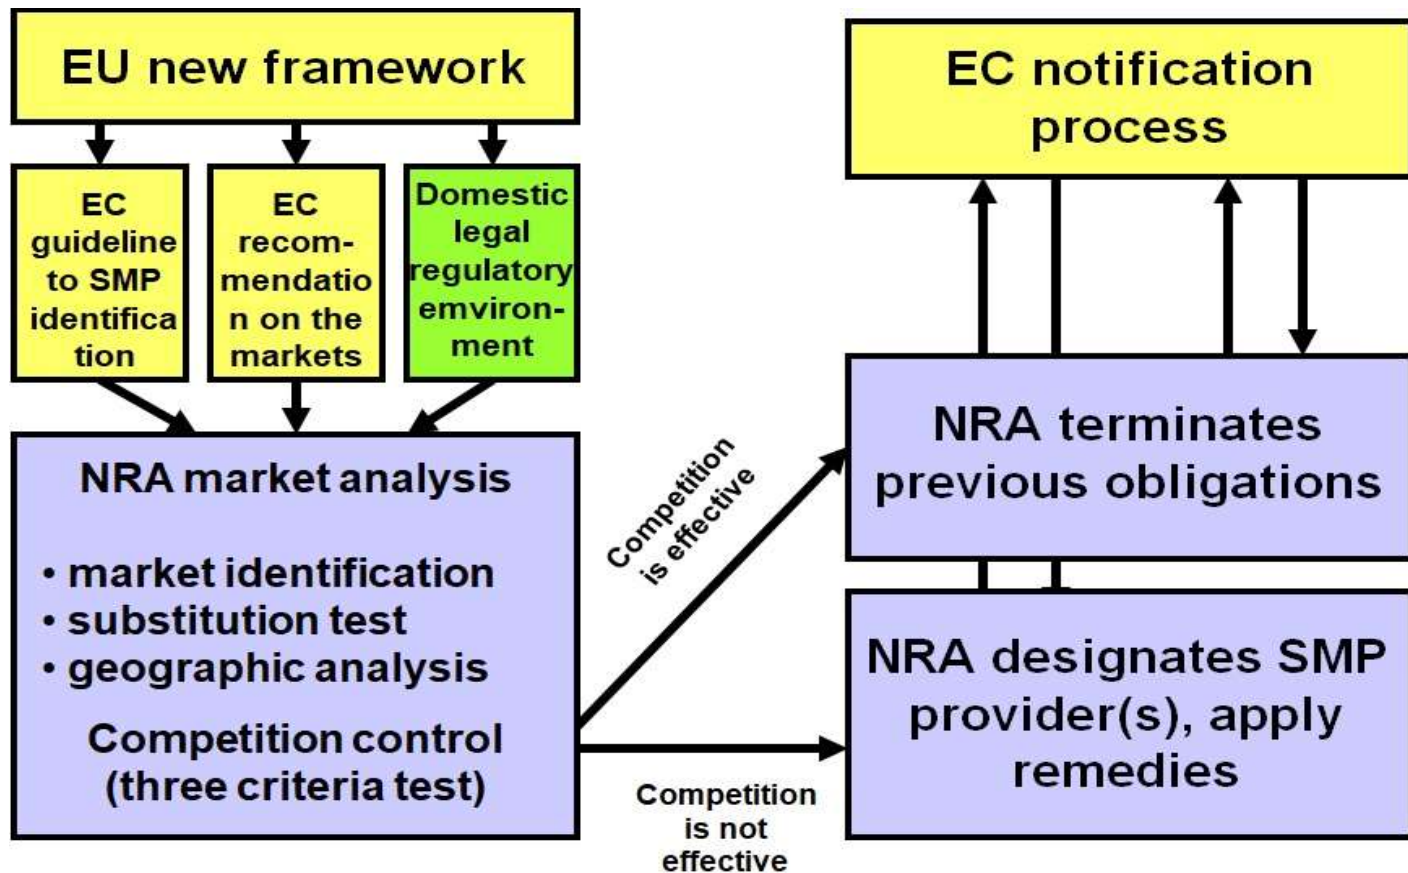 EU new framework
EC
guideline
to SMP
identifica
tion
EC
recom-
mendatio
n on the
markets
Domestic
legal
regulatory
emviron-
ment
NRA market analysis
• market identification
• substitution test
• geographic analysis
Competition control
(three criteria test)
Competition
is effective
Competition
is not
effective
EC notification
process
NRA terminates
previous obligations
NRA designates SMP
provider(s), apply
remedies